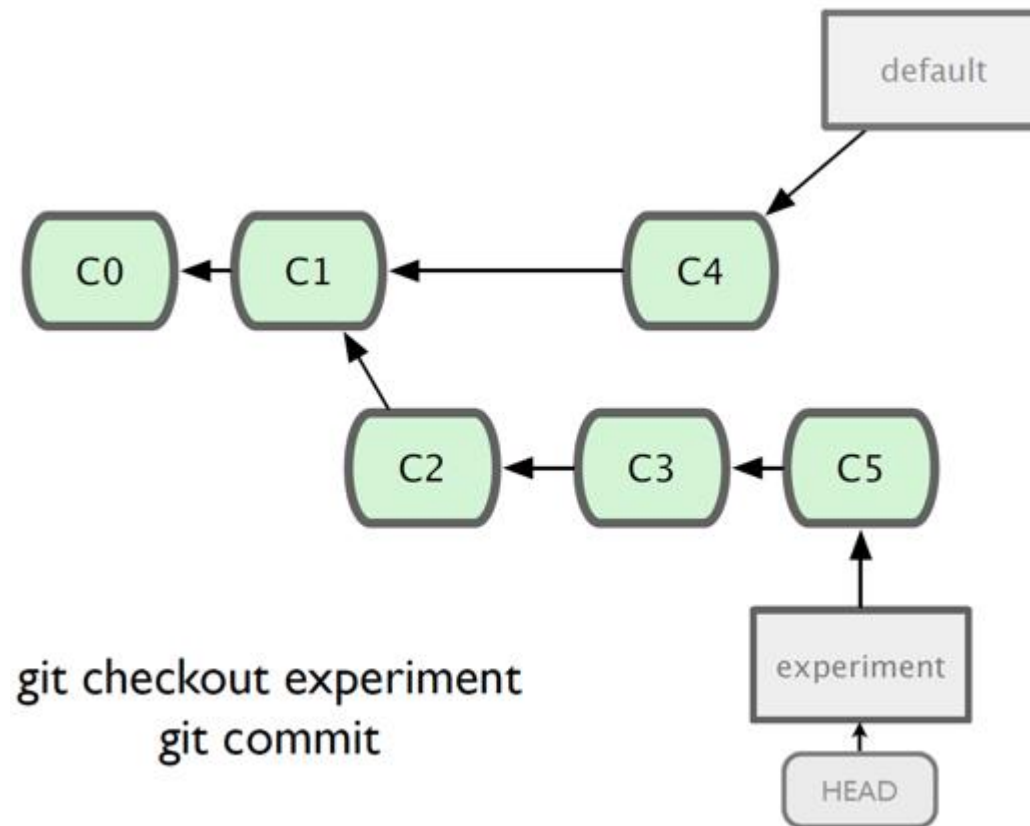 default
C0 C1 C4
C2 C3 C5
git checkout experiment
git commit
experiment
HEAD